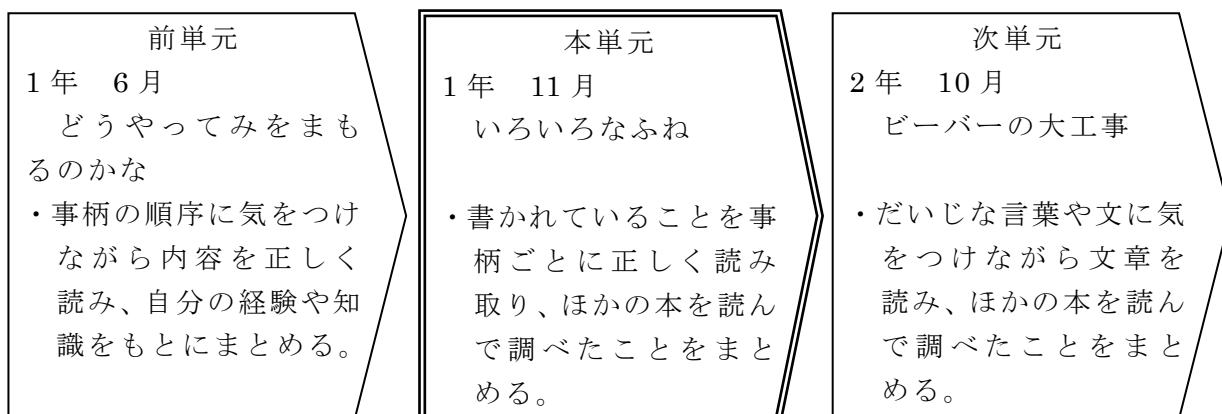 前単元
1年　6月
どうやってみをまも
るのかな
・事柄の順序に気をつけ
ながら内容を正しく
読み、自分の経験や知
識をもとにまとめる。
本単元
1年　11月
いろいろなふね
・書かれていることを事
柄ごとに正しく読み
取り、ほかの本を読ん
で調べたことをまと
める。
次単元
2年　10月
ビーバーの大工事
・だいじな言葉や文に気
をつけながら文章を
読み、ほかの本を読ん
で調べたことをまと
める。